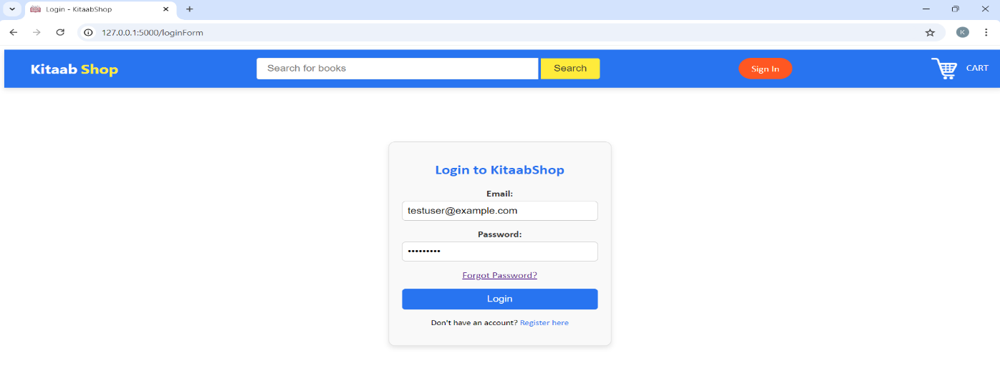 Login - KitaabShop
127.0.0.1:5000/loginForm
K
Kitaab Shop
Search for books
Search
Sign In
CART
Login to KitaabShop
Email:
testuser@example.com
Password:
•••••••••
Forgot Password?
Login
Don't have an account? Register here